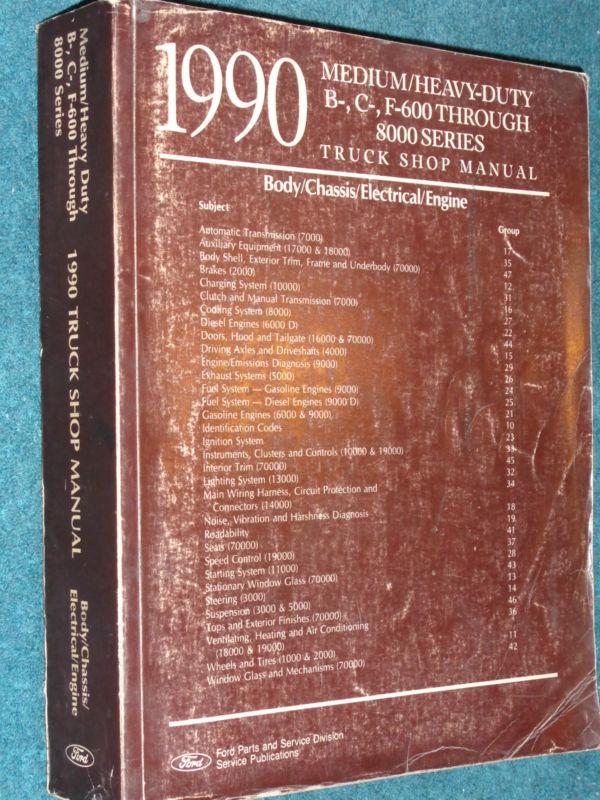 Medium/Heavy Duty
B-, C-, F-600 Through
8000 Series
1990 TRUCK SHOP MANUAL
Body/Chassis/
Electrical/Engine
Ford
1990
MEDIUM/HEAVY-DUTY
B-, C-, F-600 THROUGH
8000 SERIES
TRUCK SHOP MANUAL
Body/Chassis/Electrical/Engine
Subject Group
Automatic Transmission (7000) 17
Auxiliary Equipment (17000 & 18000) 35
Body Shell, Exterior Trim, Frame and Underbody (70000) 47
Brakes (2000) 12
Charging System (10000) 31
Clutch and Manual Transmission (7000) 16
Cooling System (8000) 27
Diesel Engines (6000 D) 22
Doors, Hood and Tailgate (16000 & 70000) 44
Driving Axles and Driveshafts (4000) 15
Engine/Emissions Diagnosis (9000) 29
Exhaust Systems (5000) 26
Fuel System — Gasoline Engines (9000) 24
Fuel System — Diesel Engines (9000 D) 25
Gasoline Engines (6000 & 9000) 21
Identification Codes 10
Ignition System 23
Instruments, Clusters and Controls (10000 & 19000) 33
Interior Trim (70000) 45
Lighting System (13000) 32
Main Wiring Harness, Circuit Protection and
Connectors (14000) 34
Noise, Vibration and Harshness Diagnosis 18
Roadability 19
Seats (70000) 41
Speed Control (19000) 37
Starting System (11000) 28
Stationary Window Glass (70000) 43
Steering (3000) 13
Suspension (3000 & 5000) 14
Tops and Exterior Finishes (70000) 46
Ventilating, Heating and Air Conditioning
(18000 & 19000) 36
Wheels and Tires (1000 & 2000) 11
Window Glass and Mechanisms (70000) 42
Ford
Ford Parts and Service Division
Service Publications